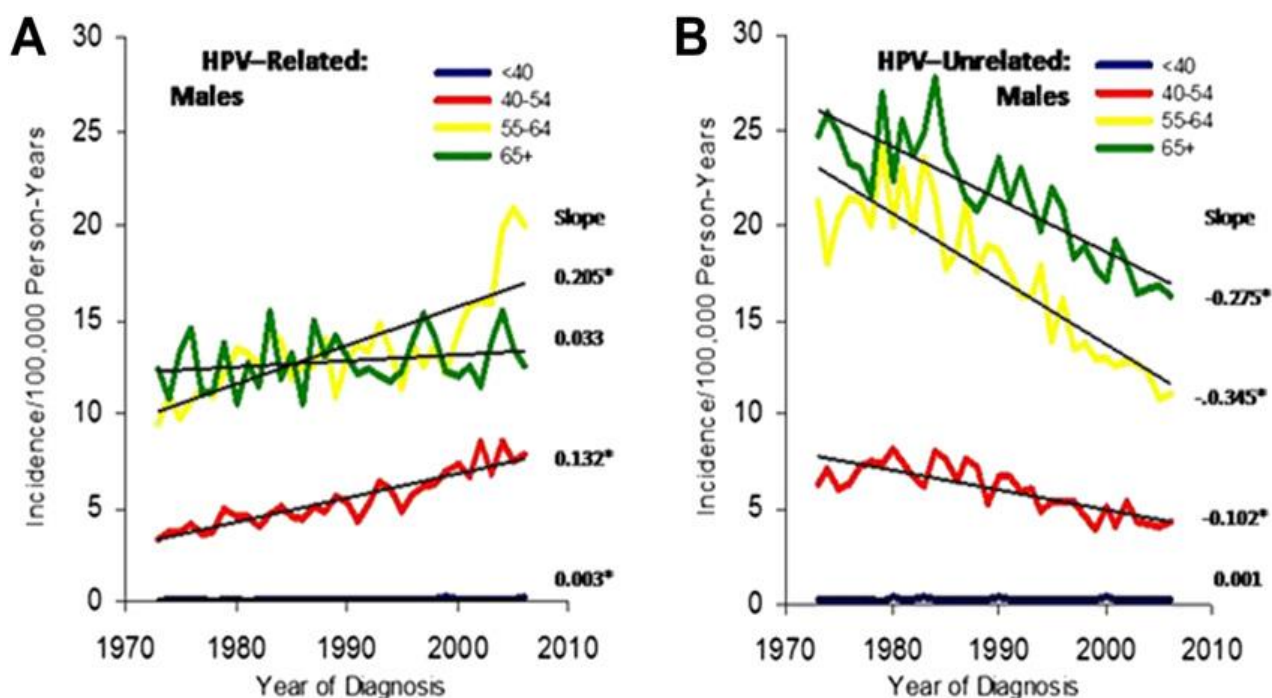 A
HPV–Related:
Males
<40
40-54
55-64
65+
Incidence/100,000 Person-Years
30
25
20
15
10
5
0
Slope
0.205*
0.033
0.132*
0.003*
1970 1980 1990 2000 2010
Year of Diagnosis
B
HPV–Unrelated:
Males
<40
40-54
55-64
65+
Incidence/100,000 Person-Years
30
25
20
15
10
5
0
Slope
-0.275*
-.0.345*
-0.102*
0.001
1970 1980 1990 2000 2010
Year of Diagnosis